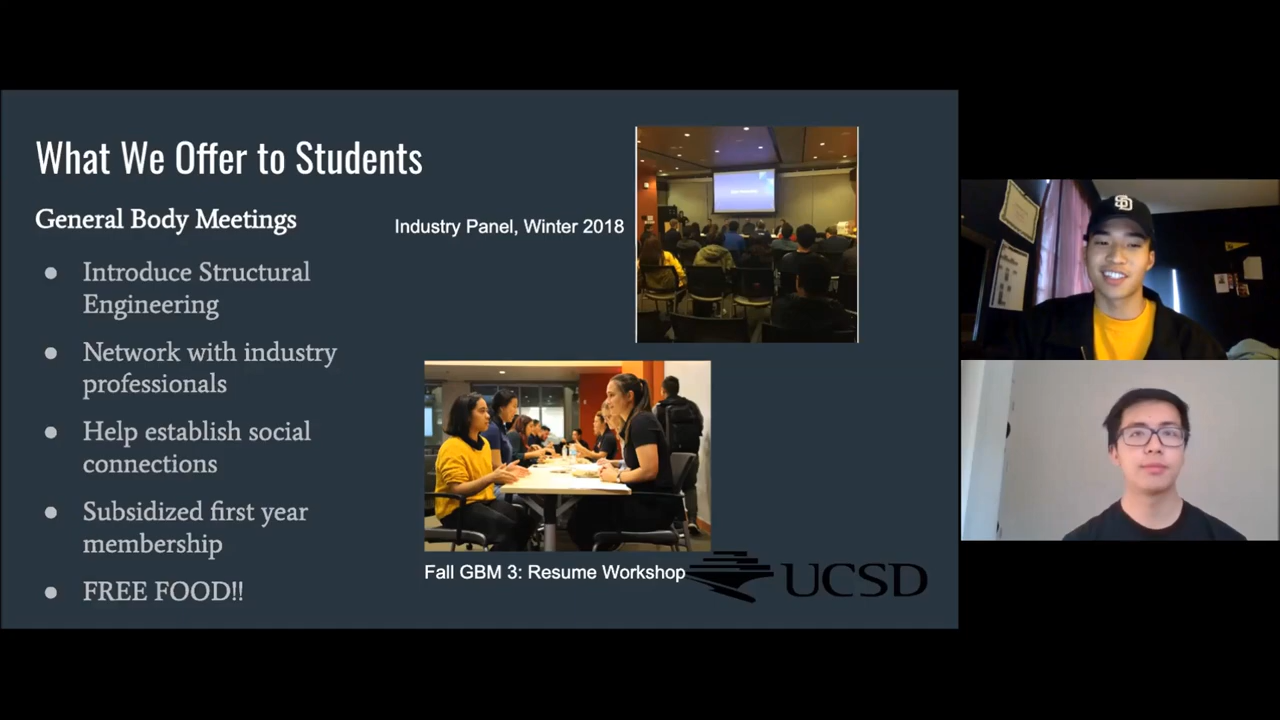 What We Offer to Students
General Body Meetings
Industry Panel, Winter 2018
● Introduce Structural
Engineering
● Network with industry
professionals
● Help establish social
connections
● Subsidized first year
membership
● FREE FOOD!!
Fall GBM 3: Resume Workshop
UCSD
SD